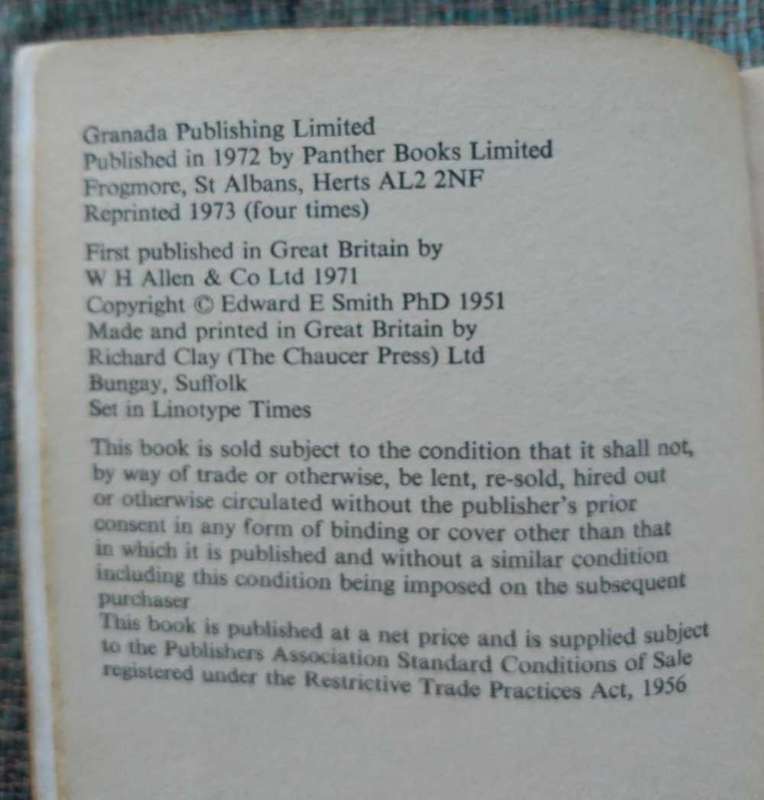 Granada Publishing Limited
Published in 1972 by Panther Books Limited
Frogmore, St Albans, Herts AL2 2NF
Reprinted 1973 (four times)
First published in Great Britain by
W H Allen & Co Ltd 1971
Copyright © Edward E Smith PhD 1951
Made and printed in Great Britain by
Richard Clay (The Chaucer Press) Ltd
Bungay, Suffolk
Set in Linotype Times
This book is sold subject to the condition that it shall not,
by way of trade or otherwise, be lent, re-sold, hired out
or otherwise circulated without the publisher's prior
consent in any form of binding or cover other than that
in which it is published and without a similar condition
including this condition being imposed on the subsequent
purchaser
This book is published at a net price and is supplied subject
to the Publishers Association Standard Conditions of Sale
registered under the Restrictive Trade Practices Act, 1956